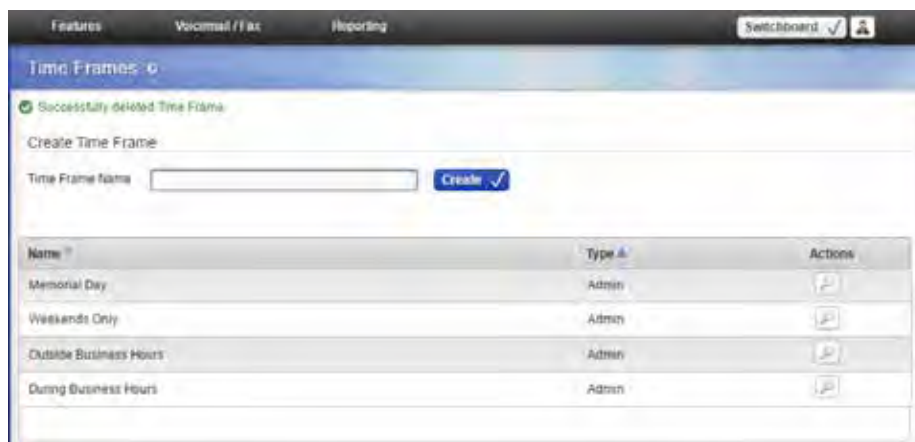 Features Voicemail / Fax Reporting Switchboard
Time Frames
Successfully deleted Time Frame.
Create Time Frame
Time Frame Name Create
Name Type Actions
Memorial Day Admin
Weekends Only Admin
Outside Business Hours Admin
During Business Hours Admin